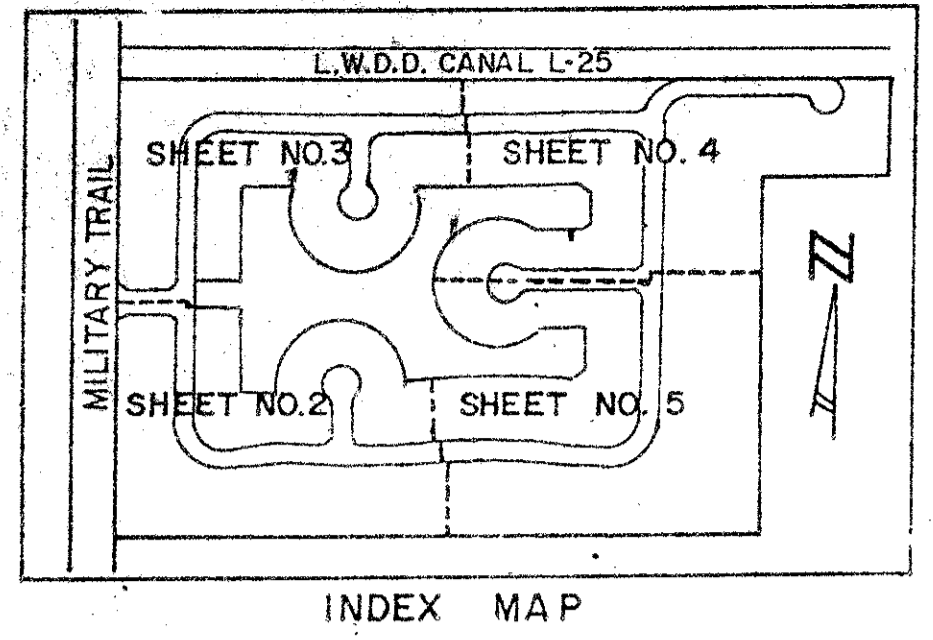 L.W.D.D. CANAL L-25
SHEET NO.3
SHEET NO. 4
MILITARY TRAIL
N
SHEET NO.2
SHEET NO. 5
INDEX MAP